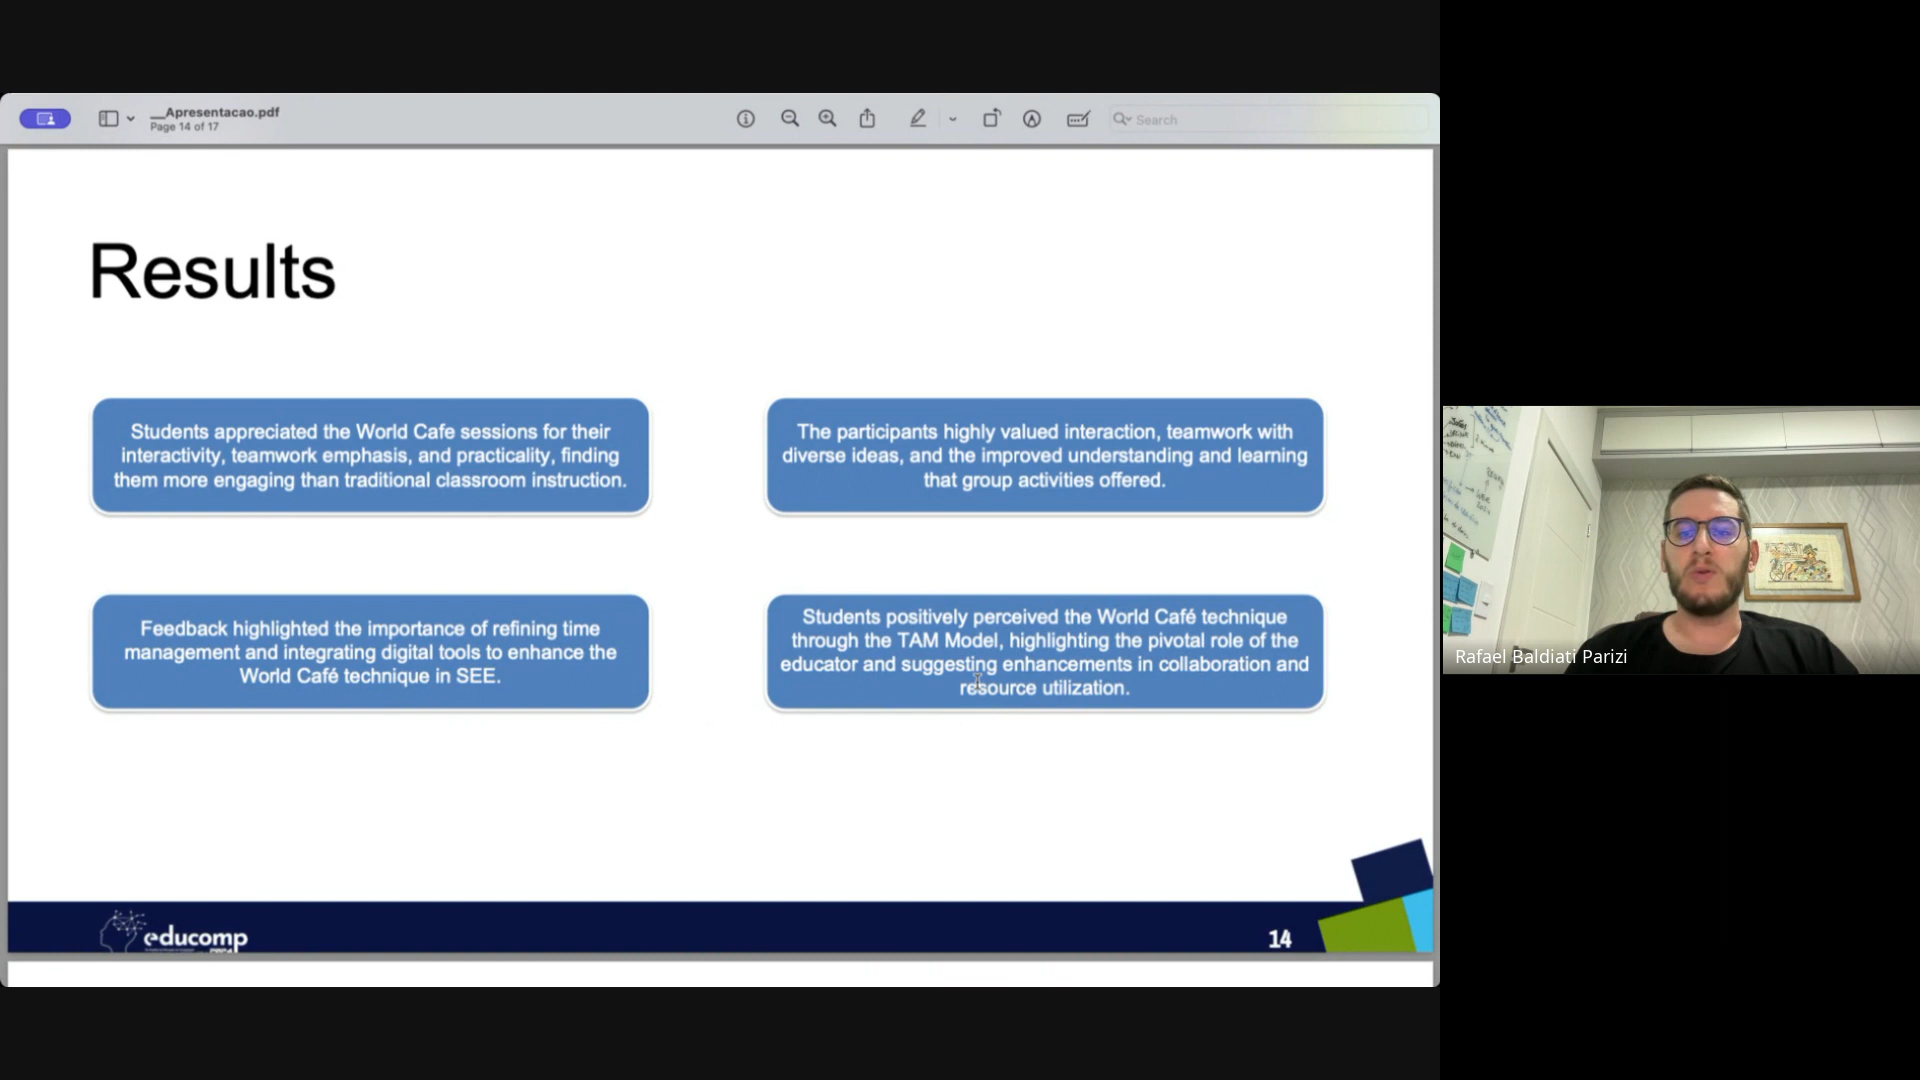 __Apresentacao.pdf
Page 14 of 17
Search
Results
Students appreciated the World Cafe sessions for their
interactivity, teamwork emphasis, and practicality, finding
them more engaging than traditional classroom instruction.
The participants highly valued interaction, teamwork with
diverse ideas, and the improved understanding and learning
that group activities offered.
Feedback highlighted the importance of refining time
management and integrating digital tools to enhance the
World Café technique in SEE.
Students positively perceived the World Café technique
through the TAM Model, highlighting the pivotal role of the
educator and suggesting enhancements in collaboration and
resource utilization.
educomp
14
Rafael Baldiati Parizi